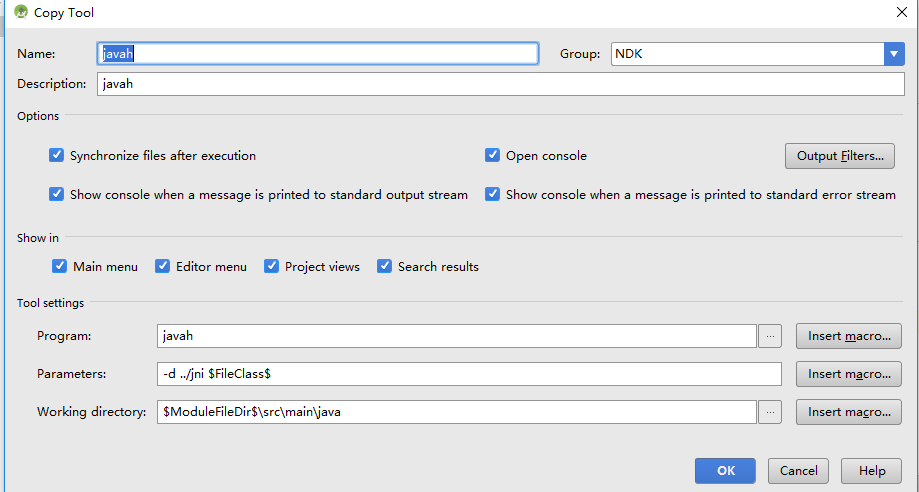 Copy Tool
Name: javah Group: NDK
Description: javah
Options
Synchronize files after execution Open console Output Filters...
Show console when a message is printed to standard output stream Show console when a message is printed to standard error stream
Show in
Main menu Editor menu Project views Search results
Tool settings
Program: javah ... Insert macro...
Parameters: -d ../jni $FileClass$ Insert macro...
Working directory: $ModuleFileDir$\src\main\java ... Insert macro...
OK Cancel Help